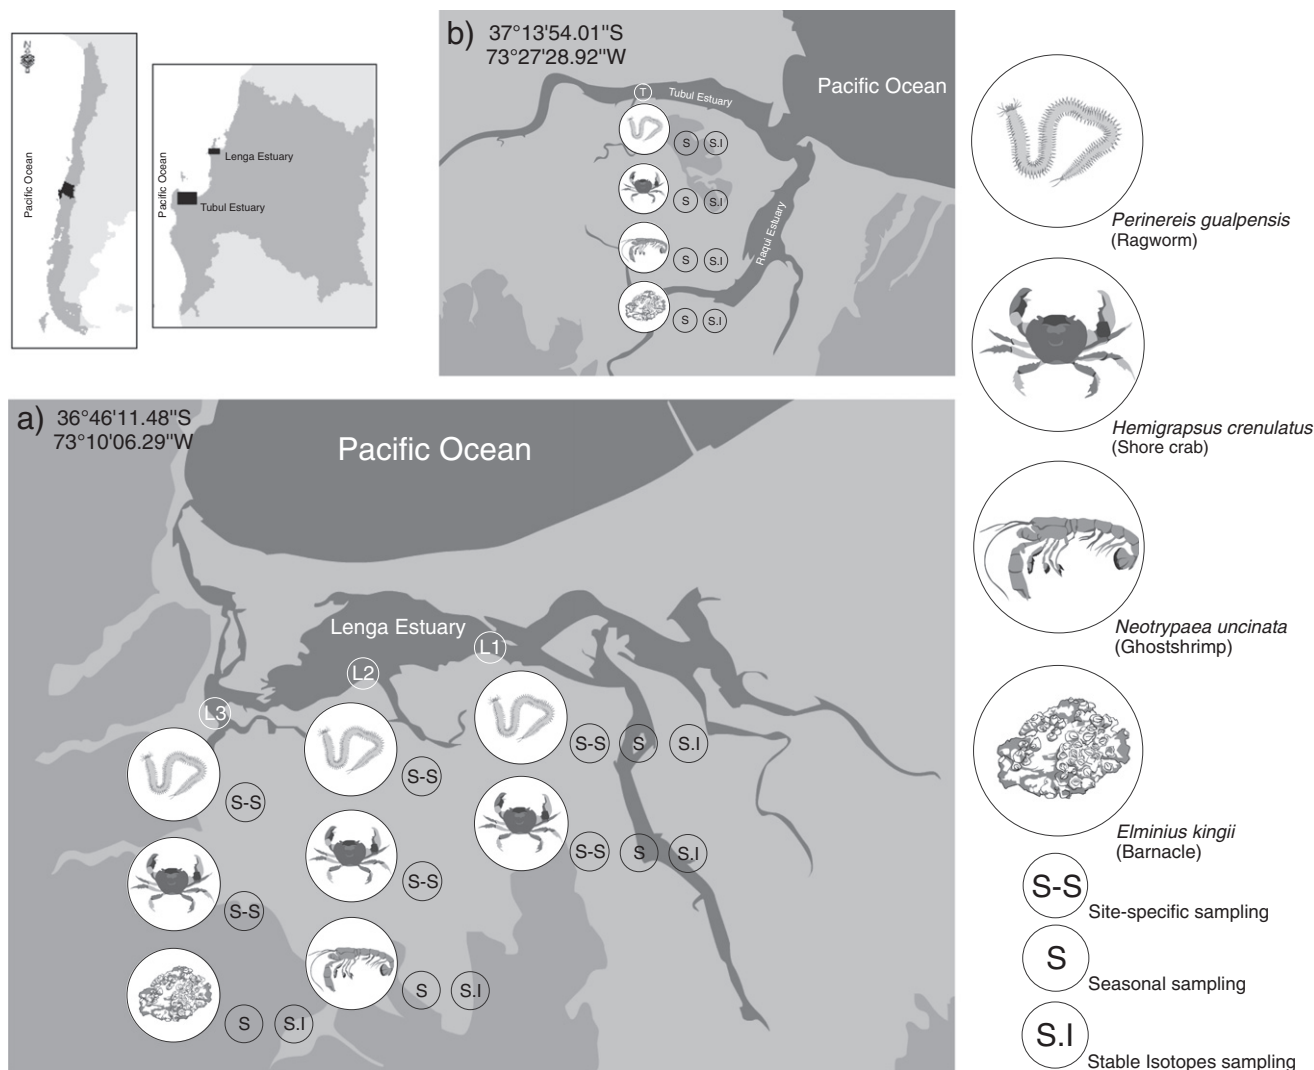 N
Pacific Ocean
Pacific Ocean
Lenga Estuary
Tubul Estuary
b) 37°13'54.01"S
73°27'28.92"W
Pacific Ocean
T
Tubul Estuary
Raqui Estuary
S S.I
S S.I
S S.I
S S.I
a) 36°46'11.48"S
73°10'06.29"W
Pacific Ocean
Lenga Estuary
L1
L2
L3
S-S S S.I
S-S S S.I
S-S
S-S
S S.I
S-S
S-S
S S.I
Perinereis gualpensis
(Ragworm)
Hemigrapsus crenulatus
(Shore crab)
Neotrypaea uncinata
(Ghostshrimp)
Elminius kingii
(Barnacle)
S-S
Site-specific sampling
S
Seasonal sampling
S.I
Stable Isotopes sampling